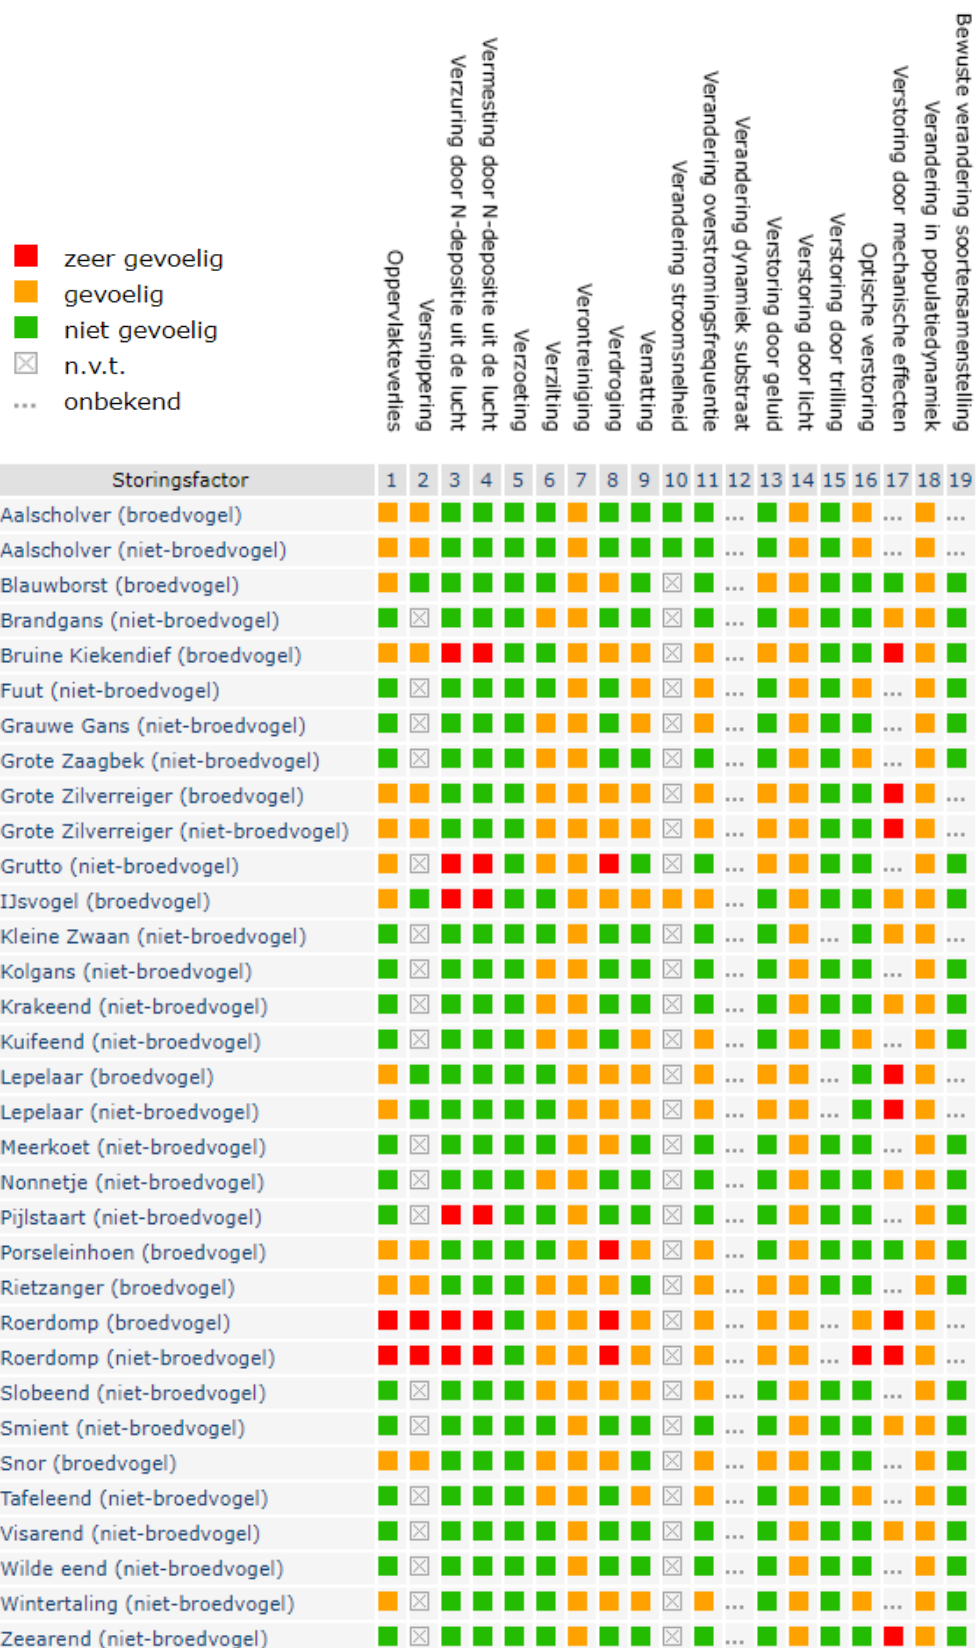 Oppervlakteverlies
Versnippering
Verzuring door N-depositie uit de lucht
Vermesting door N-depositie uit de lucht
Verzoeting
Verzilting
Verontreiniging
Verdroging
Vernatting
Verandering stroomsnelheid
Verandering overstromingsfrequentie
Verandering dynamiek substraat
Verstoring door geluid
Verstoring door licht
Verstoring door trilling
Optische verstoring
Verstoring door mechanische effecten
Verandering in populatiedynamiek
Bewuste verandering soortensamenstelling
zeer gevoelig
gevoelig
niet gevoelig
n.v.t.
... onbekend
Storingsfactor 1 2 3 4 5 6 7 8 9 10 11 12 13 14 15 16 17 18 19
Aalscholver (broedvogel) ... ... ...
Aalscholver (niet-broedvogel) ... ... ...
Blauwborst (broedvogel) ...
Brandgans (niet-broedvogel) ...
Bruine Kiekendief (broedvogel) ...
Fuut (niet-broedvogel) ... ...
Grauwe Gans (niet-broedvogel) ... ...
Grote Zaagbek (niet-broedvogel) ... ...
Grote Zilverreiger (broedvogel) ... ...
Grote Zilverreiger (niet-broedvogel) ... ...
Grutto (niet-broedvogel) ... ...
IJsvogel (broedvogel) ...
Kleine Zwaan (niet-broedvogel) ... ... ...
Kolgans (niet-broedvogel) ... ...
Krakeend (niet-broedvogel) ...
Kuifeend (niet-broedvogel) ... ...
Lepelaar (broedvogel) ... ... ...
Lepelaar (niet-broedvogel) ... ... ...
Meerkoet (niet-broedvogel) ... ...
Nonnetje (niet-broedvogel) ...
Pijlstaart (niet-broedvogel) ... ...
Porseleinhoen (broedvogel) ...
Rietzanger (broedvogel) ... ...
Roerdomp (broedvogel) ... ... ...
Roerdomp (niet-broedvogel) ... ... ...
Slobeend (niet-broedvogel) ... ...
Smient (niet-broedvogel) ...
Snor (broedvogel) ... ...
Tafeleend (niet-broedvogel) ... ...
Visarend (niet-broedvogel) ...
Wilde eend (niet-broedvogel) ... ...
Wintertaling (niet-broedvogel) ... ...
Zeearend (niet-broedvogel) ...